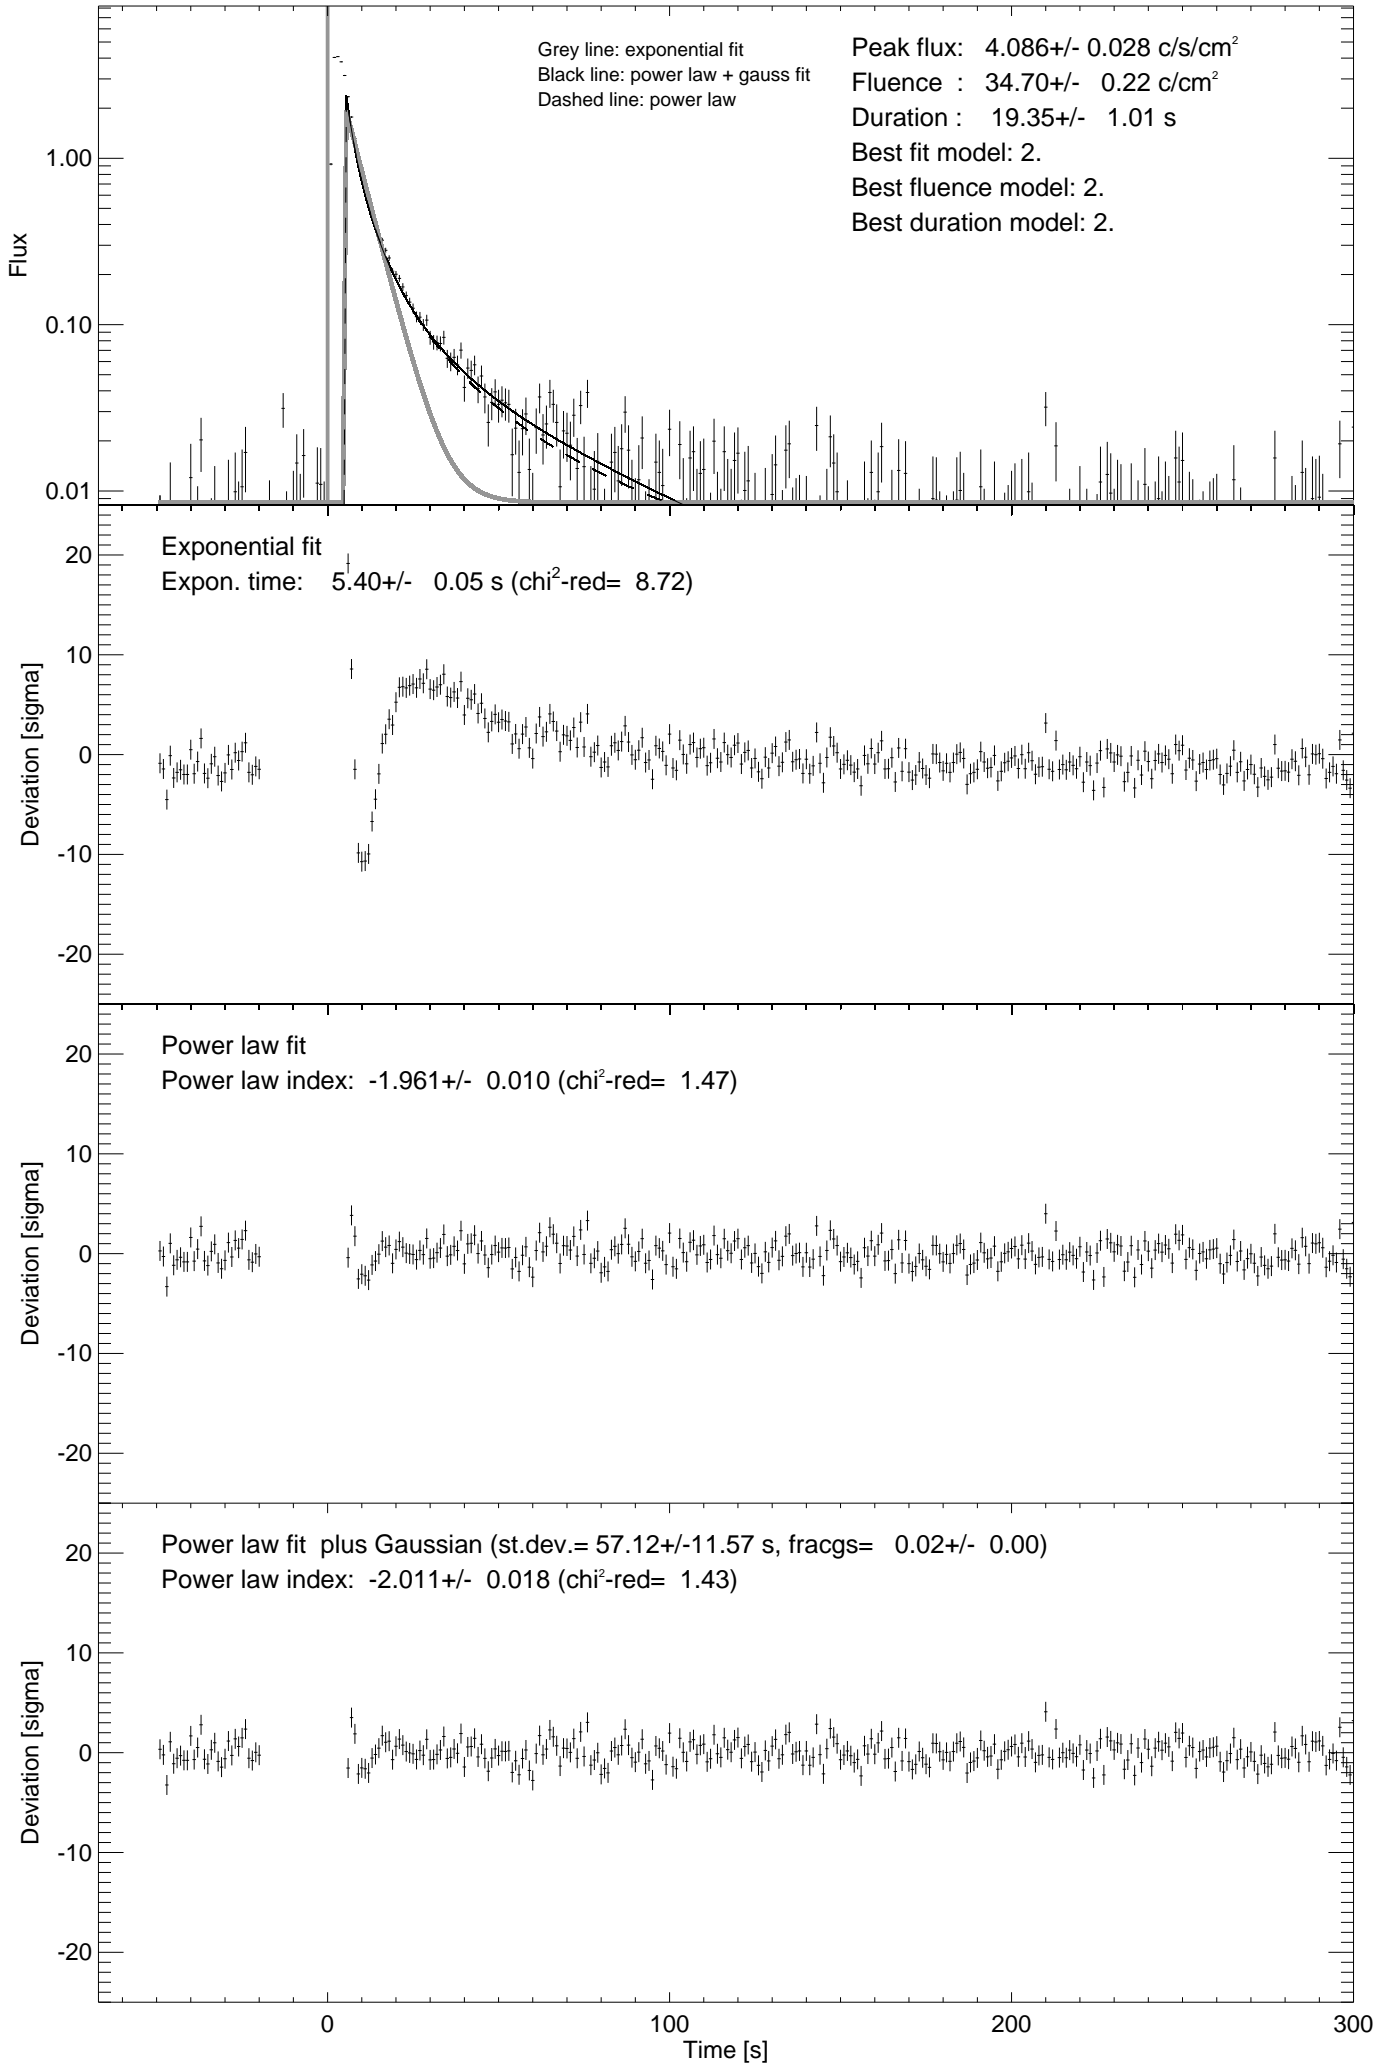 Grey line: exponential fit
Black line: power law + gauss fit
Dashed line: power law
Peak flux: 4.086+/- 0.028 c/s/cm²
Fluence : 34.70+/- 0.22 c/cm²
Duration : 19.35+/- 1.01 s
Best fit model: 2.
Best fluence model: 2.
Best duration model: 2.
Flux
1.00
0.10
0.01
Exponential fit
Expon. time: 5.40+/- 0.05 s (chi²-red= 8.72)
Deviation [sigma]
20
10
0
-10
-20
Power law fit
Power law index: -1.961+/- 0.010 (chi²-red= 1.47)
Deviation [sigma]
20
10
0
-10
-20
Power law fit plus Gaussian (st.dev.= 57.12+/-11.57 s, fracgs= 0.02+/- 0.00)
Power law index: -2.011+/- 0.018 (chi²-red= 1.43)
Deviation [sigma]
20
10
0
-10
-20
0 100 200 300
Time [s]